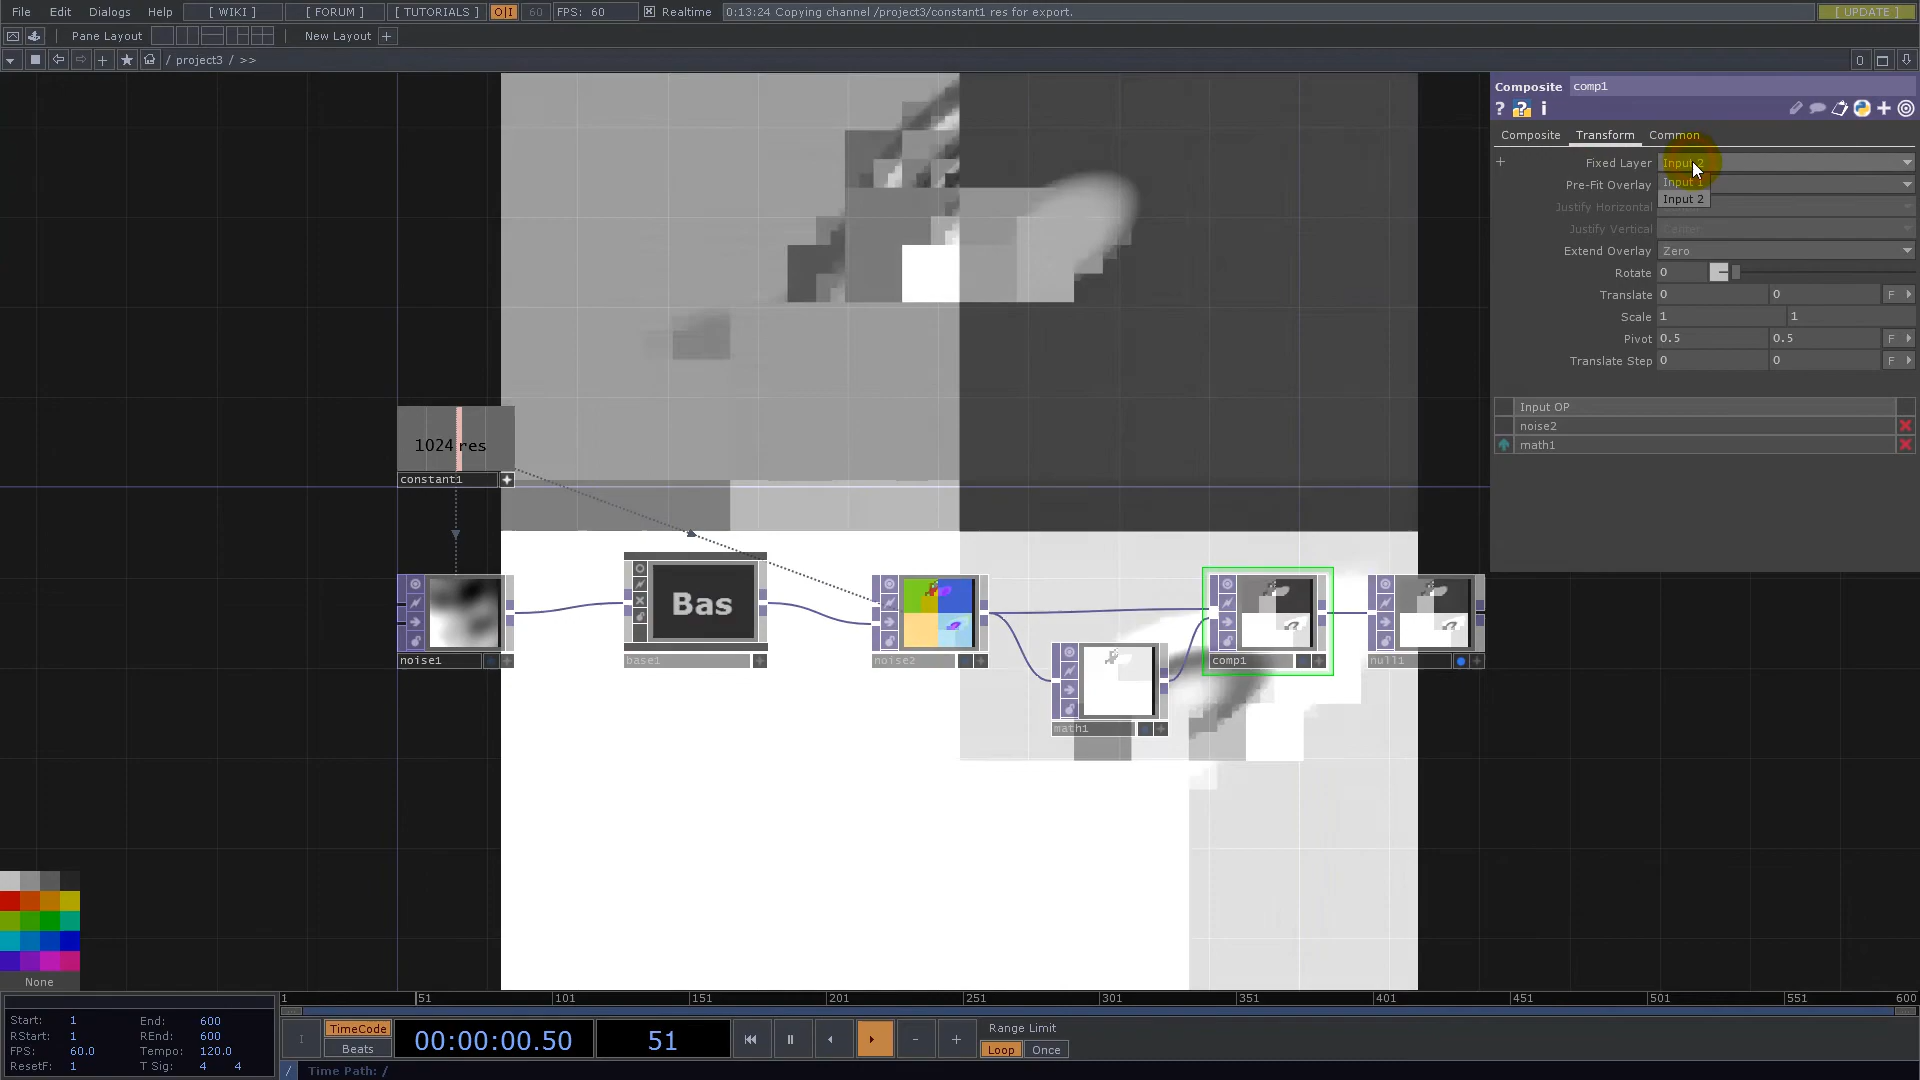 File Edit Dialogs Help [ WIKI ] [ FORUM ] [ TUTORIALS ] O|I 60 FPS: 60 Realtime 0:13:24 Copying channel /project3/constant1 res for export. [ UPDATE ]
Pane Layout New Layout +
/ project3 / >> 0
Composite comp1
? ? i
Composite Transform Common
+ Fixed Layer Input 2
Pre-Fit Overlay Input 1
Input 2
Justify Horizontal
Justify Vertical Center
Extend Overlay Zero
Rotate 0
Translate 0 0 F
Scale 1 1
Pivot 0.5 0.5 F
Translate Step 0 0 F
Input OP
noise2
math1
1024 res
constant1
Bas
noise1 base1 noise2 comp1 null1
math1
None
1 51 101 151 201 251 301 351 401 451 501 551 600
Start: 1 End: 600
RStart: 1 REnd: 600
FPS: 60.0 Tempo: 120.0
ResetF: 1 T Sig: 4 4
TimeCode
Beats
00:00:00.50 51
Range Limit
Loop Once
/ Time Path: /